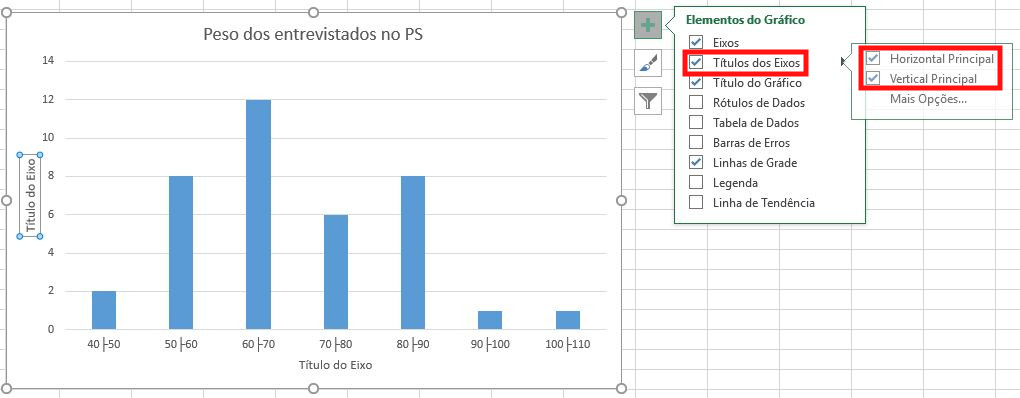 Peso dos entrevistados no PS
14
12
10
8
6
4
2
0
Título do Eixo
40├50
50├60
60├70
70├80
80├90
90├100
100├110
Título do Eixo
Elementos do Gráfico
Eixos
Títulos dos Eixos
Título do Gráfico
Rótulos de Dados
Tabela de Dados
Barras de Erros
Linhas de Grade
Legenda
Linha de Tendência
Horizontal Principal
Vertical Principal
Mais Opções...